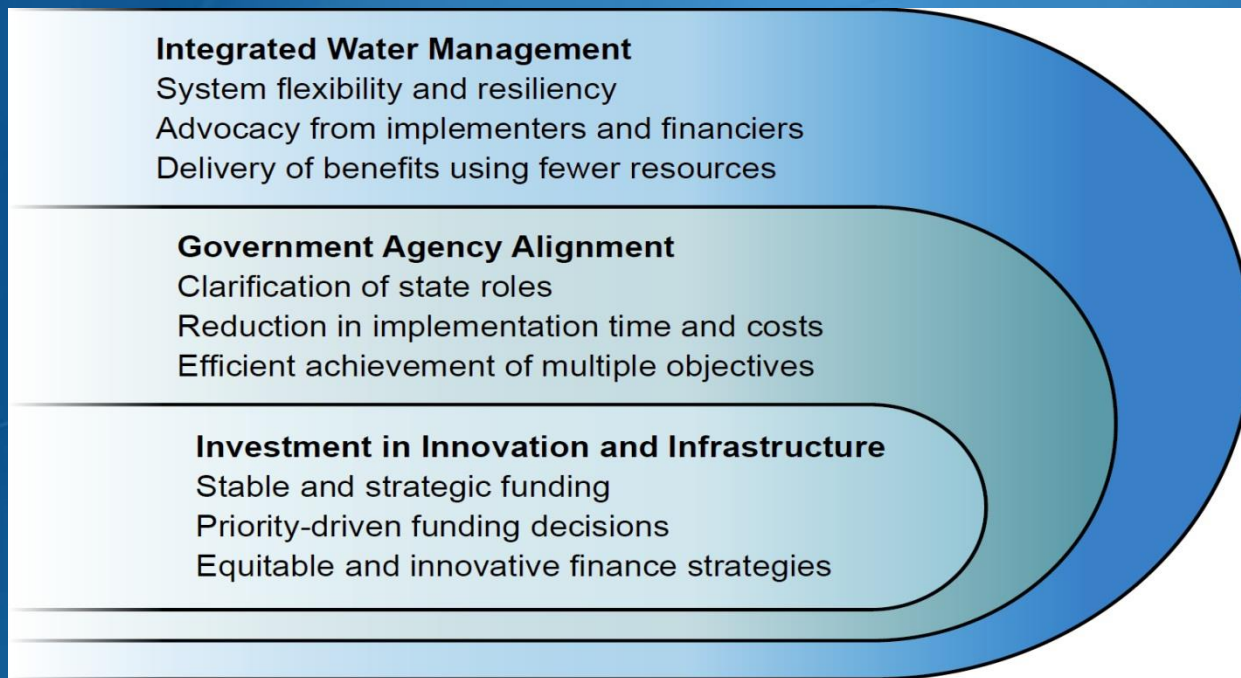 Integrated Water Management
System flexibility and resiliency
Advocacy from implementers and financiers
Delivery of benefits using fewer resources
Government Agency Alignment
Clarification of state roles
Reduction in implementation time and costs
Efficient achievement of multiple objectives
Investment in Innovation and Infrastructure
Stable and strategic funding
Priority-driven funding decisions
Equitable and innovative finance strategies